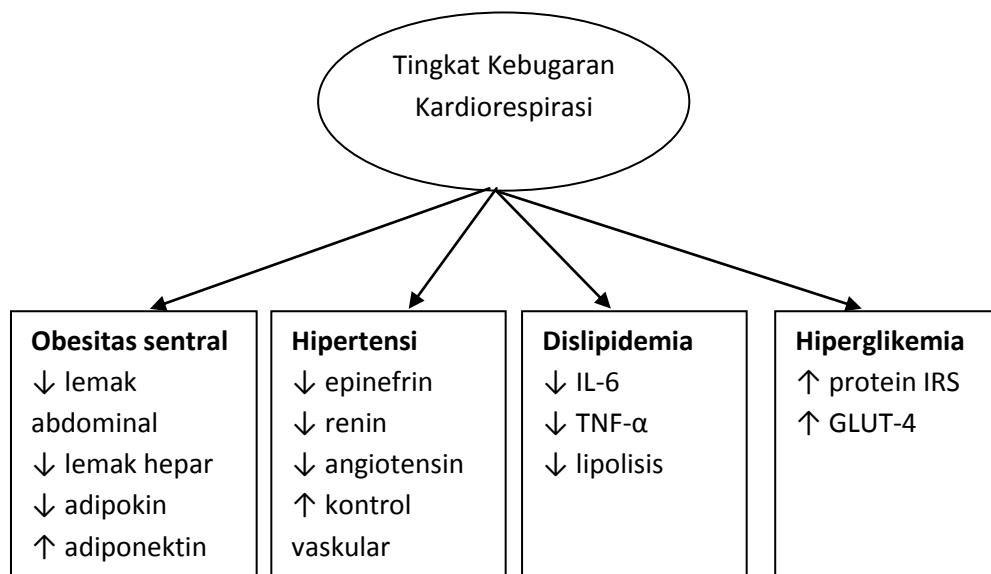 Tingkat Kebugaran
Kardiorespirasi
Obesitas sentral
↓ lemak
abdominal
↓ lemak hepar
↓ adipokin
↑ adiponektin
Hipertensi
↓ epinefrin
↓ renin
↓ angiotensin
↑ kontrol
vaskular
Dislipidemia
↓ IL-6
↓ TNF-α
↓ lipolisis
Hiperglikemia
↑ protein IRS
↑ GLUT-4